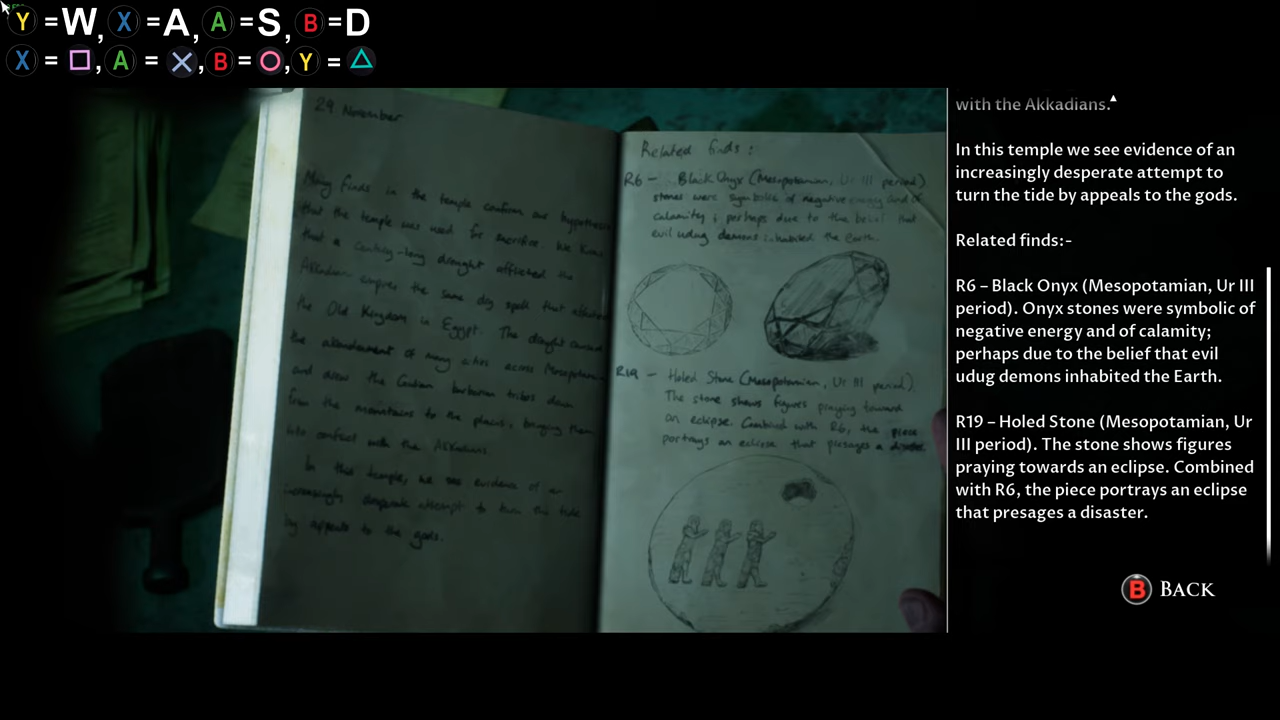 Y = W, X = A, A = S, B = D
X = □, A = ✕, B = ○, Y = △
29. November
Many finds in the temple confirm our hypothesis
that the temple was used for sacrifice. We know
that a century-long drought affected the
Akkadian empire, the same dry spell that affected
the Old Kingdom in Egypt. The drought caused
the abandonment of many cities across
and drew the Gutian barbarian tribes down
from the mountains to the plains, bringing them
into contact with the Akkadians.
In this temple, we see evidence of an
increasingly desperate attempt to turn the tide
by appeals to the gods.
Related finds:
R6 - Black Onyx (Mesopotamian, Ur III period)
stones were symbolic of negative energy and of
calamity; perhaps due to the belief that
evil udug demons inhabited the Earth.
R19 - Holed Stone (Mesopotamian, Ur III period).
The stone shows figures praying toward
an eclipse. Combined with R6, the piece
portrays an eclipse that presages a disaster.
with the Akkadians.
In this temple we see evidence of an
increasingly desperate attempt to
turn the tide by appeals to the gods.
Related finds:-
R6 – Black Onyx (Mesopotamian, Ur III
period). Onyx stones were symbolic of
negative energy and of calamity;
perhaps due to the belief that evil
udug demons inhabited the Earth.
R19 – Holed Stone (Mesopotamian, Ur
III period). The stone shows figures
praying towards an eclipse. Combined
with R6, the piece portrays an eclipse
that presages a disaster.
B BACK